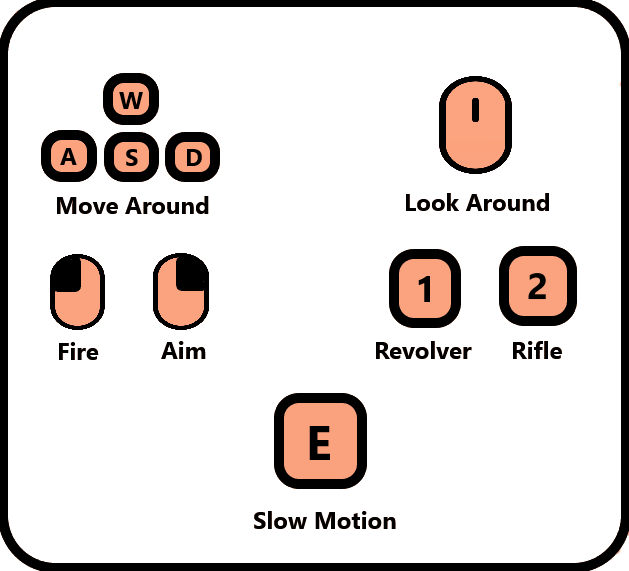 W
A S D
Move Around
Look Around
Fire
Aim
1
2
Revolver
Rifle
E
Slow Motion